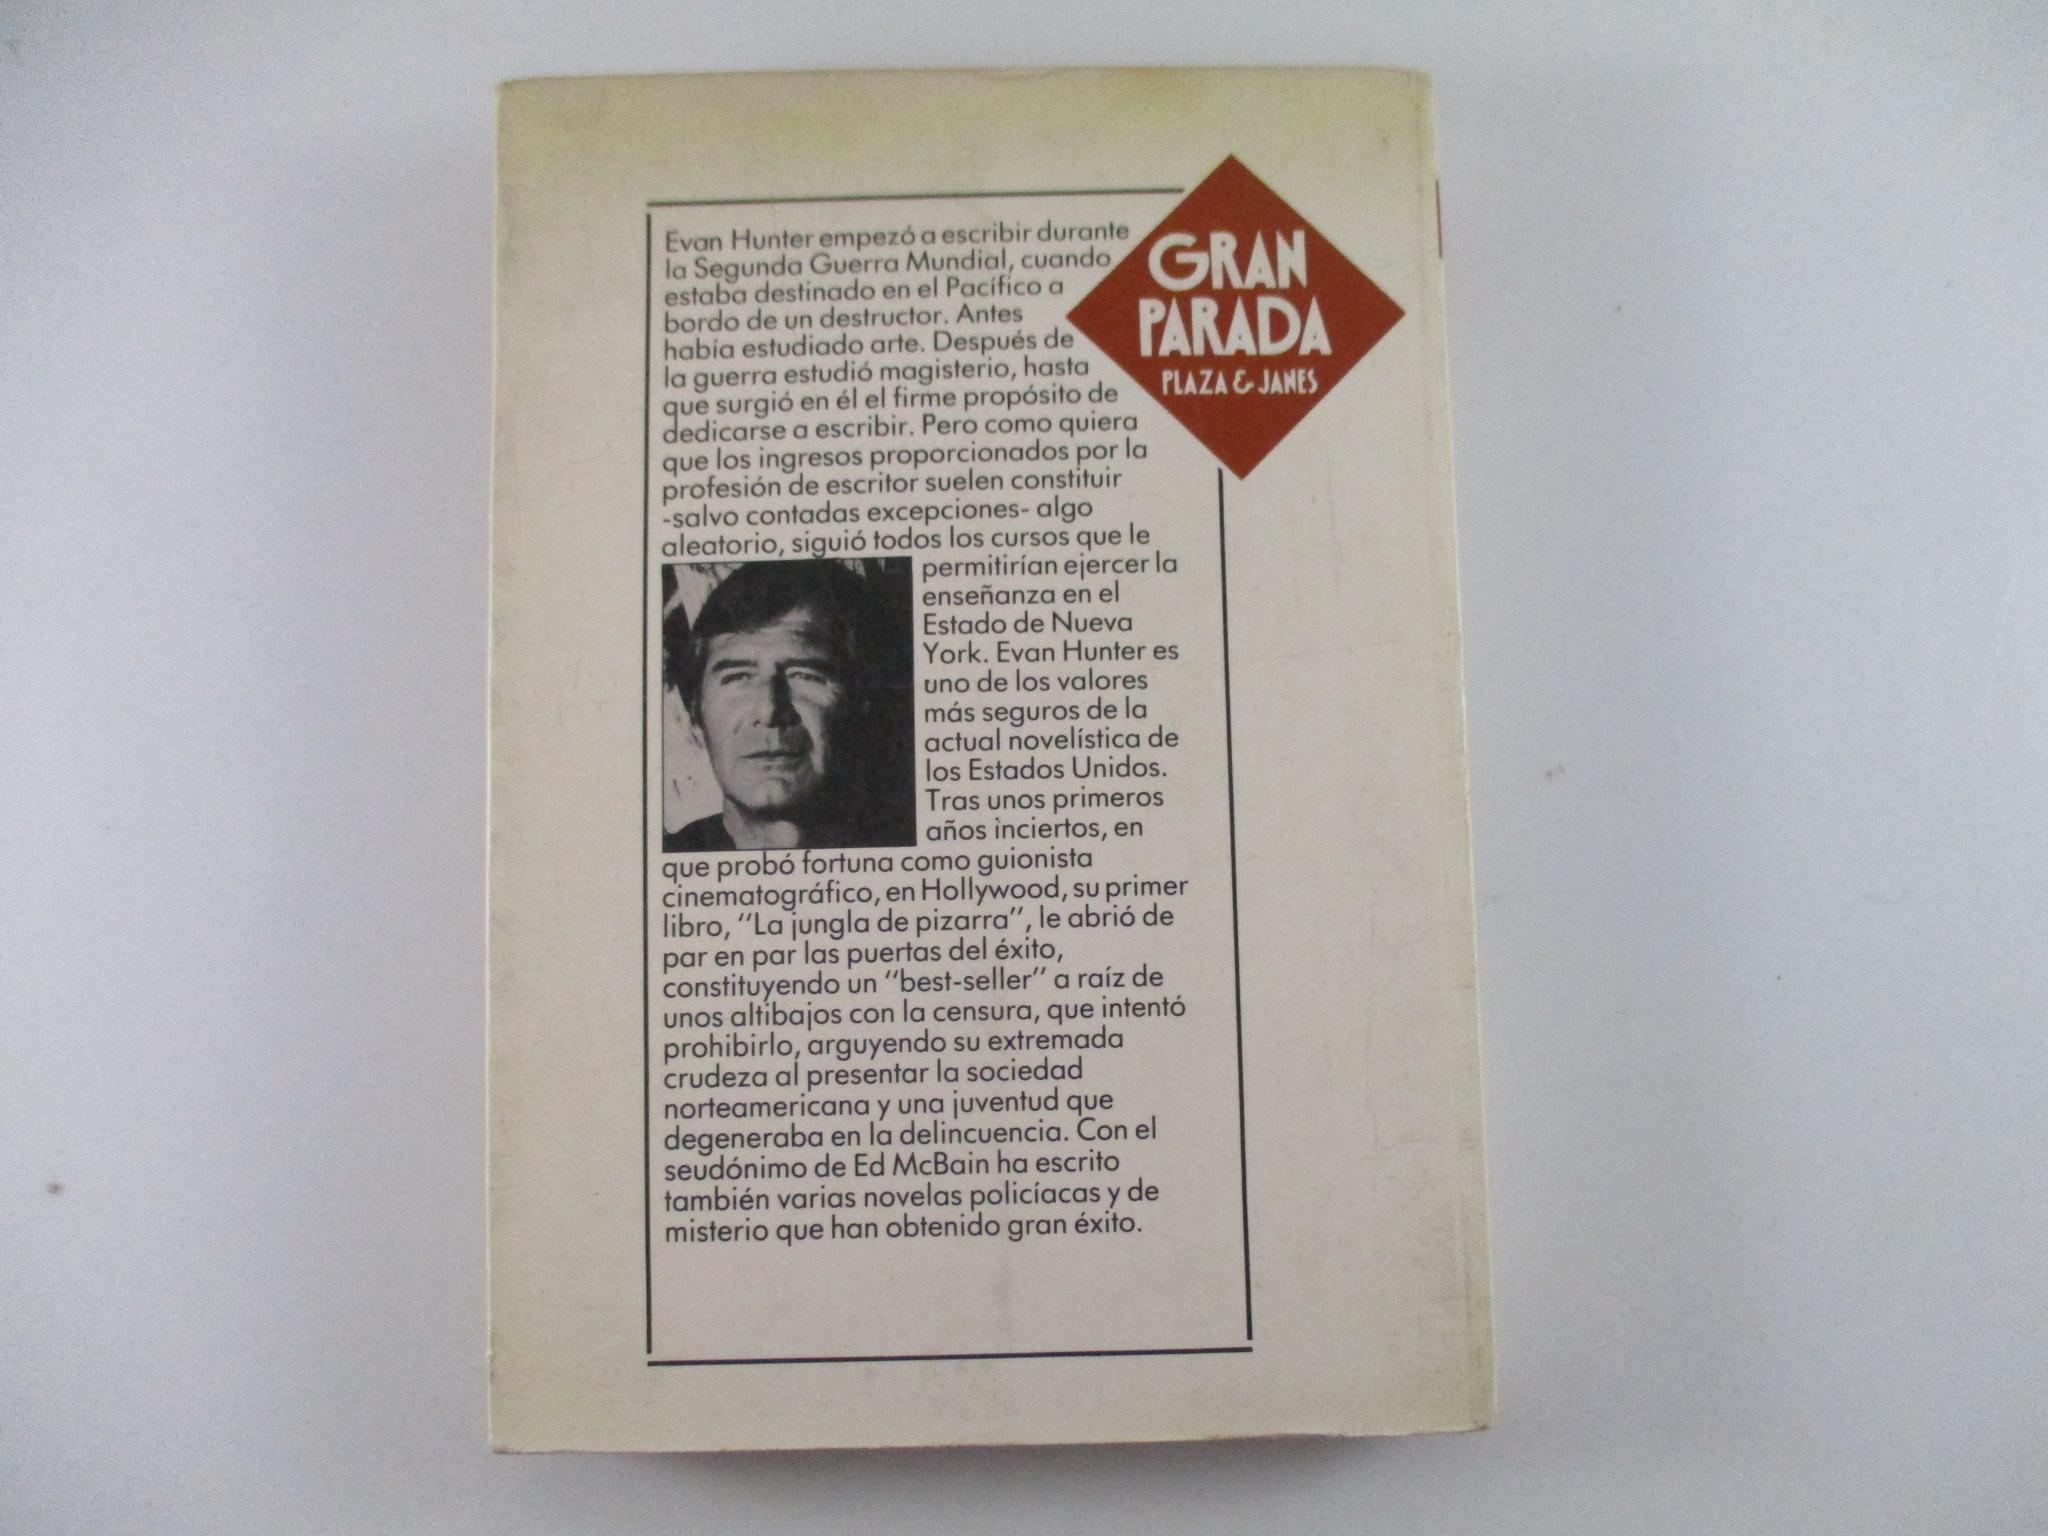 GRAN
PARADA
PLAZA & JANES
Evan Hunter empezó a escribir durante
la Segunda Guerra Mundial, cuando
estaba destinado en el Pacífico a
bordo de un destructor. Antes
había estudiado arte. Después de
la guerra estudió magisterio, hasta
que surgió en él el firme propósito de
dedicarse a escribir. Pero como quiera
que los ingresos proporcionados por la
profesión de escritor suelen constituir
-salvo contadas excepciones- algo
aleatorio, siguió todos los cursos que le
permitirían ejercer la
enseñanza en el
Estado de Nueva
York. Evan Hunter es
uno de los valores
más seguros de la
actual novelística de
los Estados Unidos.
Tras unos primeros
años inciertos, en
que probó fortuna como guionista
cinematográfico, en Hollywood, su primer
libro, "La jungla de pizarra", le abrió de
par en par las puertas del éxito,
constituyendo un "best-seller" a raíz de
unos altibajos con la censura, que intentó
prohibirlo, arguyendo su extremada
crudeza al presentar la sociedad
norteamericana y una juventud que
degeneraba en la delincuencia. Con el
seudónimo de Ed McBain ha escrito
también varias novelas policíacas y de
misterio que han obtenido gran éxito.